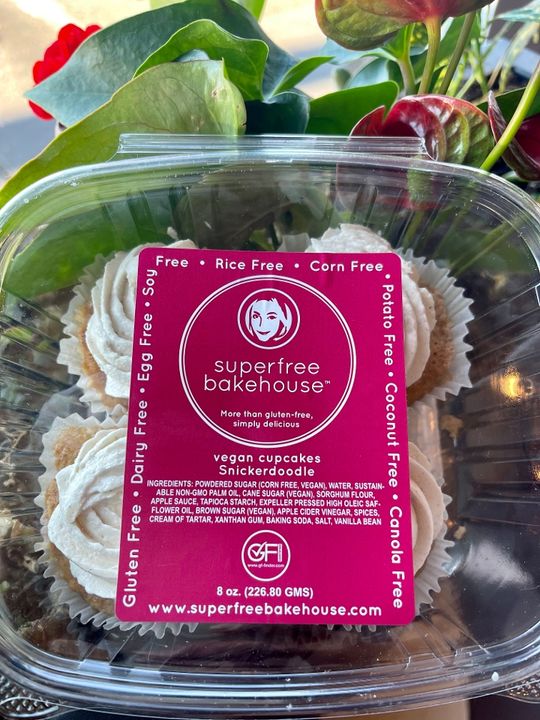 Gluten Free • Dairy Free • Egg Free • Soy Free • Rice Free • Corn Free • Potato Free • Coconut Free • Canola Free
superfree
bakehouse™
More than gluten-free,
simply delicious
vegan cupcakes
Snickerdoodle
INGREDIENTS: POWDERED SUGAR (CORN FREE, VEGAN), WATER, SUSTAIN-
ABLE NON-GMO PALM OIL, CANE SUGAR (VEGAN), SORGHUM FLOUR,
APPLE SAUCE, TAPIOCA STARCH, EXPELLER PRESSED HIGH OLEIC SAF-
FLOWER OIL, BROWN SUGAR (VEGAN), APPLE CIDER VINEGAR, SPICES,
CREAM OF TARTAR, XANTHAN GUM, BAKING SODA, SALT, VANILLA BEAN
GF
www.gf-finder.com
8 oz. (226.80 GMS)
www.superfreebakehouse.com